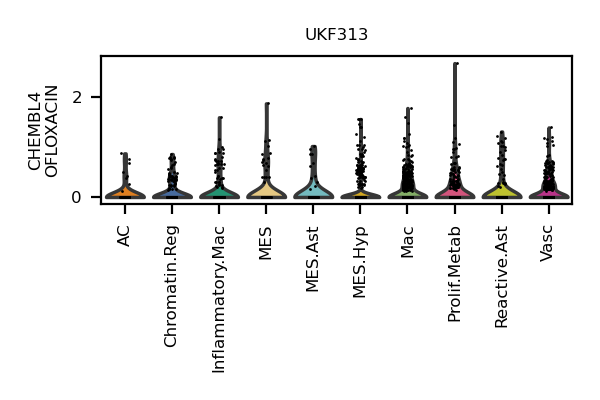 UKF313
CHEMBL4
OFLOXACIN
2
0
AC
Chromatin.Reg
Inflammatory.Mac
MES
MES.Ast
MES.Hyp
Mac
Prolif.Metab
Reactive.Ast
Vasc